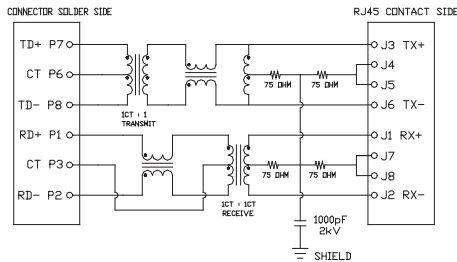 CONNECTOR SOLDER SIDE
RJ45 CONTACT SIDE
TD+ P7
J3 TX+
J4
CT P6
75 OHM
75 OHM
J5
TD- P8
J6 TX-
1CT : 1
TRANSMIT
RD+ P1
J1 RX+
J7
CT P3
75 OHM
75 OHM
J8
RD- P2
J2 RX-
1CT : 1CT
RECEIVE
1000pF
2kV
SHIELD